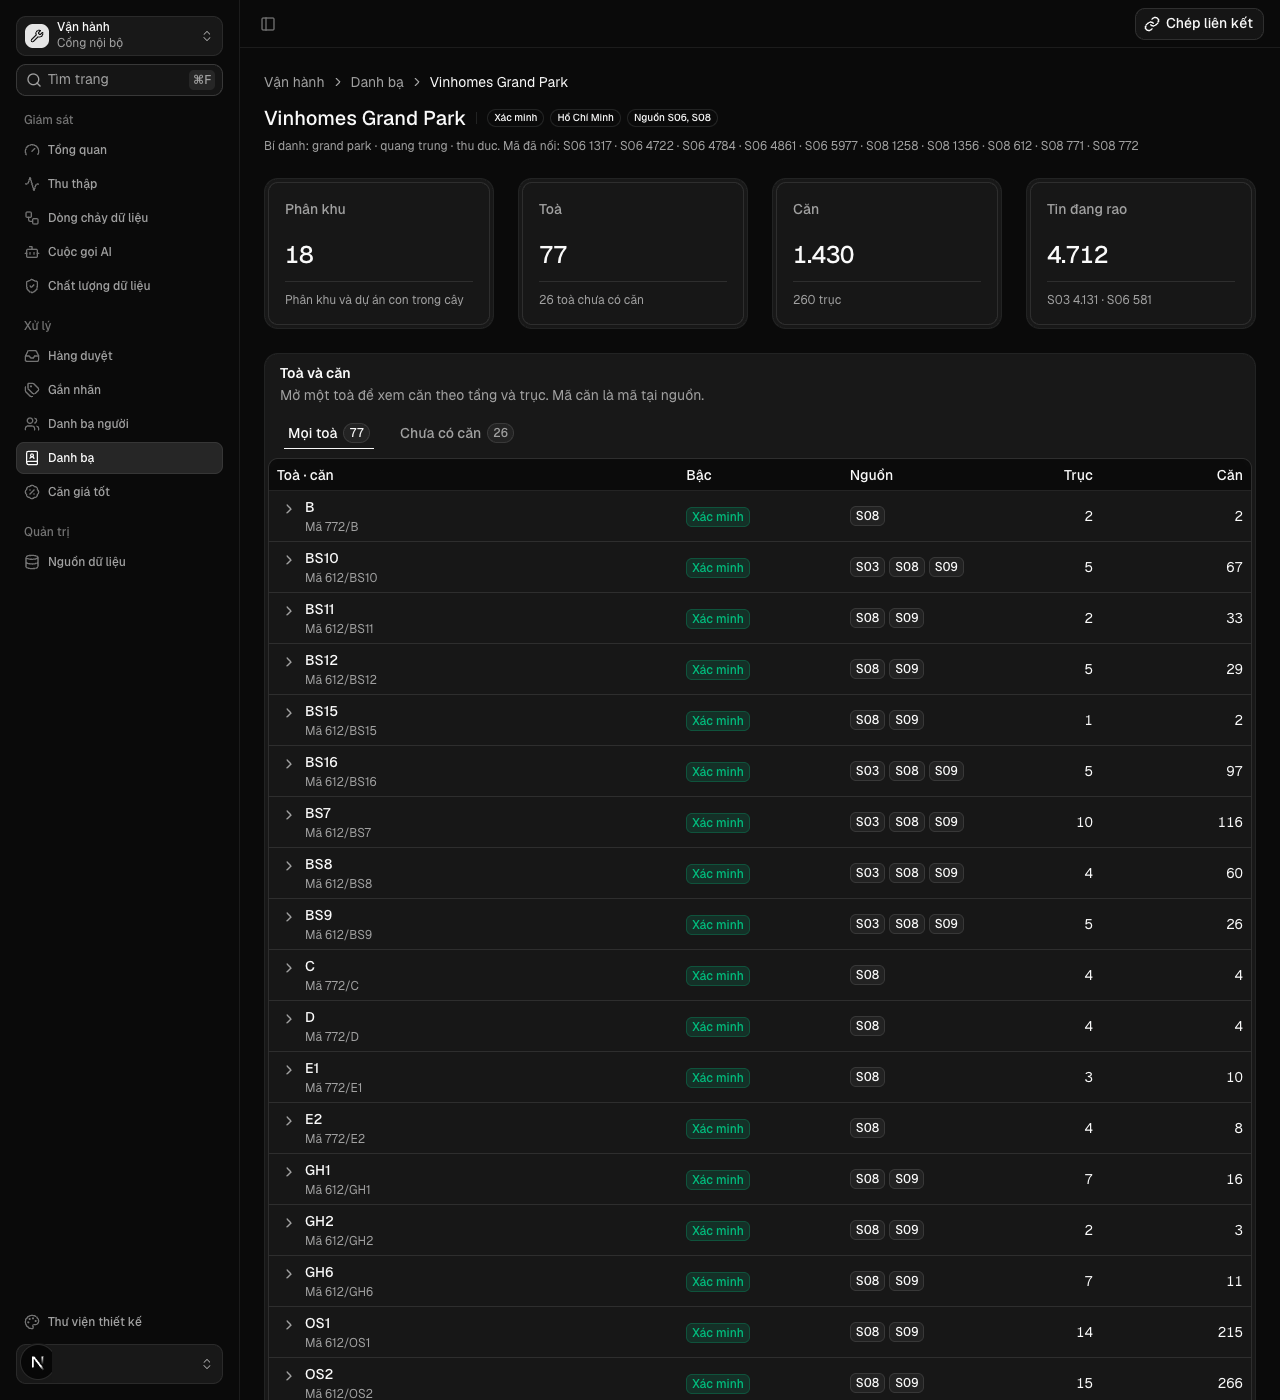 Vận hành
Cổng nội bộ
Tìm trang ⌘F
Giám sát
Tổng quan
Thu thập
Dòng chảy dữ liệu
Cuộc gọi AI
Chất lượng dữ liệu
Xử lý
Hàng duyệt
Gắn nhãn
Danh bạ người
Danh bạ
Căn giá tốt
Quản trị
Nguồn dữ liệu
Thư viện thiết kế
N
Chép liên kết
Vận hành > Danh bạ > Vinhomes Grand Park
Vinhomes Grand Park Xác minh Hồ Chí Minh Nguồn S06, S08
Bí danh: grand park · quang trung · thu duc. Mã đã nối: S06 1317 · S06 4722 · S06 4784 · S06 4861 · S06 5977 · S08 1258 · S08 1356 · S08 612 · S08 771 · S08 772
Phân khu
18
Phân khu và dự án con trong cây
Toà
77
26 toà chưa có căn
Căn
1.430
260 trục
Tin đang rao
4.712
S03 4.131 · S06 581
Toà và căn
Mở một toà để xem căn theo tầng và trục. Mã căn là mã tại nguồn.
Mọi toà 77 Chưa có căn 26
Toà · căn Bậc Nguồn Trục Căn
B Xác minh S08 2 2
Mã 772/B
BS10 Xác minh S03 S08 S09 5 67
Mã 612/BS10
BS11 Xác minh S08 S09 2 33
Mã 612/BS11
BS12 Xác minh S08 S09 5 29
Mã 612/BS12
BS15 Xác minh S08 S09 1 2
Mã 612/BS15
BS16 Xác minh S03 S08 S09 5 97
Mã 612/BS16
BS7 Xác minh S03 S08 S09 10 116
Mã 612/BS7
BS8 Xác minh S03 S08 S09 4 60
Mã 612/BS8
BS9 Xác minh S03 S08 S09 5 26
Mã 612/BS9
C Xác minh S08 4 4
Mã 772/C
D Xác minh S08 4 4
Mã 772/D
E1 Xác minh S08 3 10
Mã 772/E1
E2 Xác minh S08 4 8
Mã 772/E2
GH1 Xác minh S08 S09 7 16
Mã 612/GH1
GH2 Xác minh S08 S09 2 3
Mã 612/GH2
GH6 Xác minh S08 S09 7 11
Mã 612/GH6
OS1 Xác minh S08 S09 14 215
Mã 612/OS1
OS2 Xác minh S08 S09 15 266
Mã 612/OS2